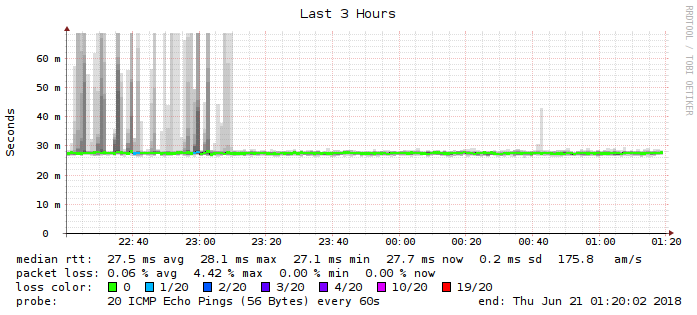 Last 3 Hours
RRDTOOL / TOBI OETIKER
Seconds
60 m
50 m
40 m
30 m
20 m
10 m
0
22:40 23:00 23:20 23:40 00:00 00:20 00:40 01:00 01:20
median rtt: 27.5 ms avg 28.1 ms max 27.1 ms min 27.7 ms now 0.2 ms sd 175.8 am/s
packet loss: 0.06 % avg 4.42 % max 0.00 % min 0.00 % now
loss color: 0 1/20 2/20 3/20 4/20 10/20 19/20
probe: 20 ICMP Echo Pings (56 Bytes) every 60s end: Thu Jun 21 01:20:02 2018